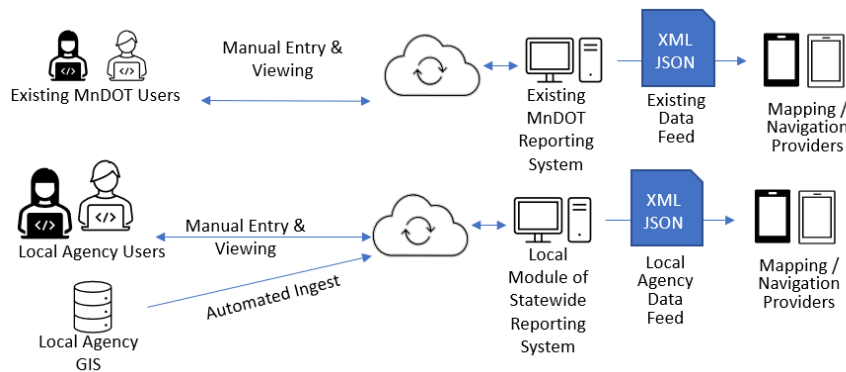 Manual Entry &
Viewing
</>
</>
Existing MnDOT Users
XML
JSON
Existing
MnDOT
Reporting
System
Existing
Data
Feed
Mapping /
Navigation
Providers
</>
</>
Local Agency Users
Manual Entry &
Viewing
Automated Ingest
Local Agency
GIS
XML
JSON
Local
Module of
Statewide
Reporting
System
Local
Agency
Data
Feed
Mapping /
Navigation
Providers